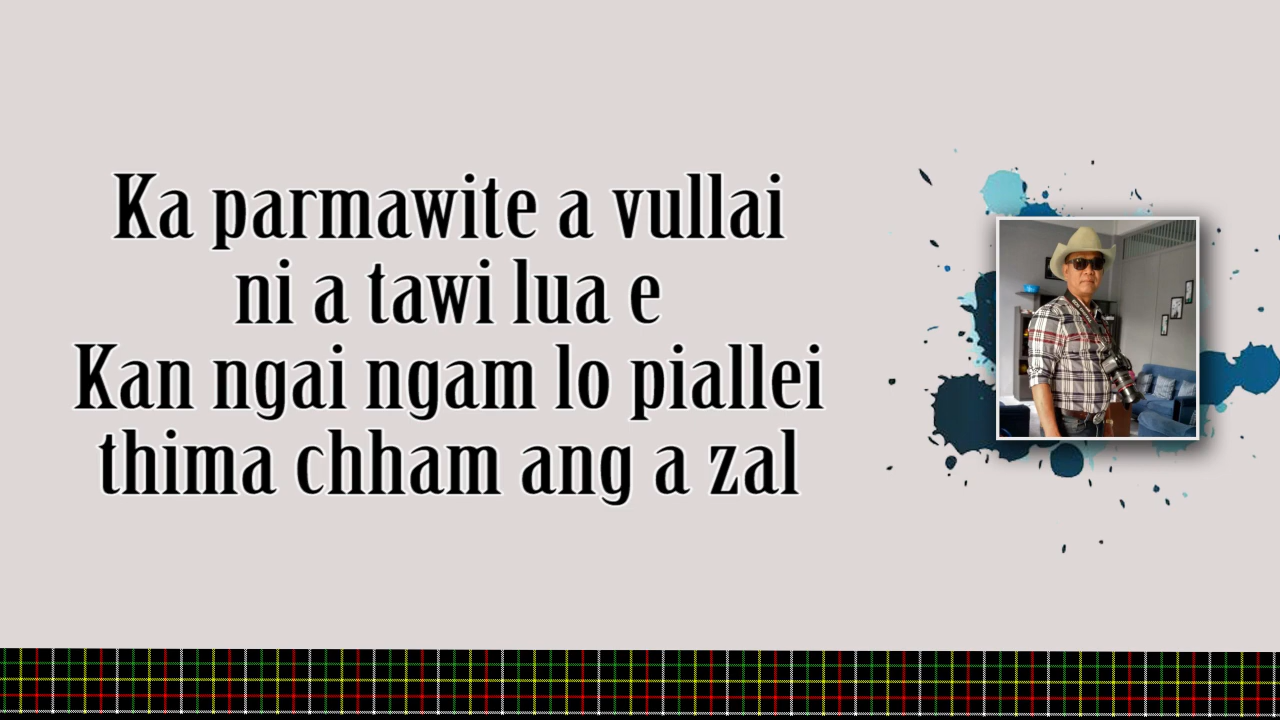 Ka parmawite a vullai
ni a tawi lua e
Kan ngai ngam lo piallei
thima chham ang a zal